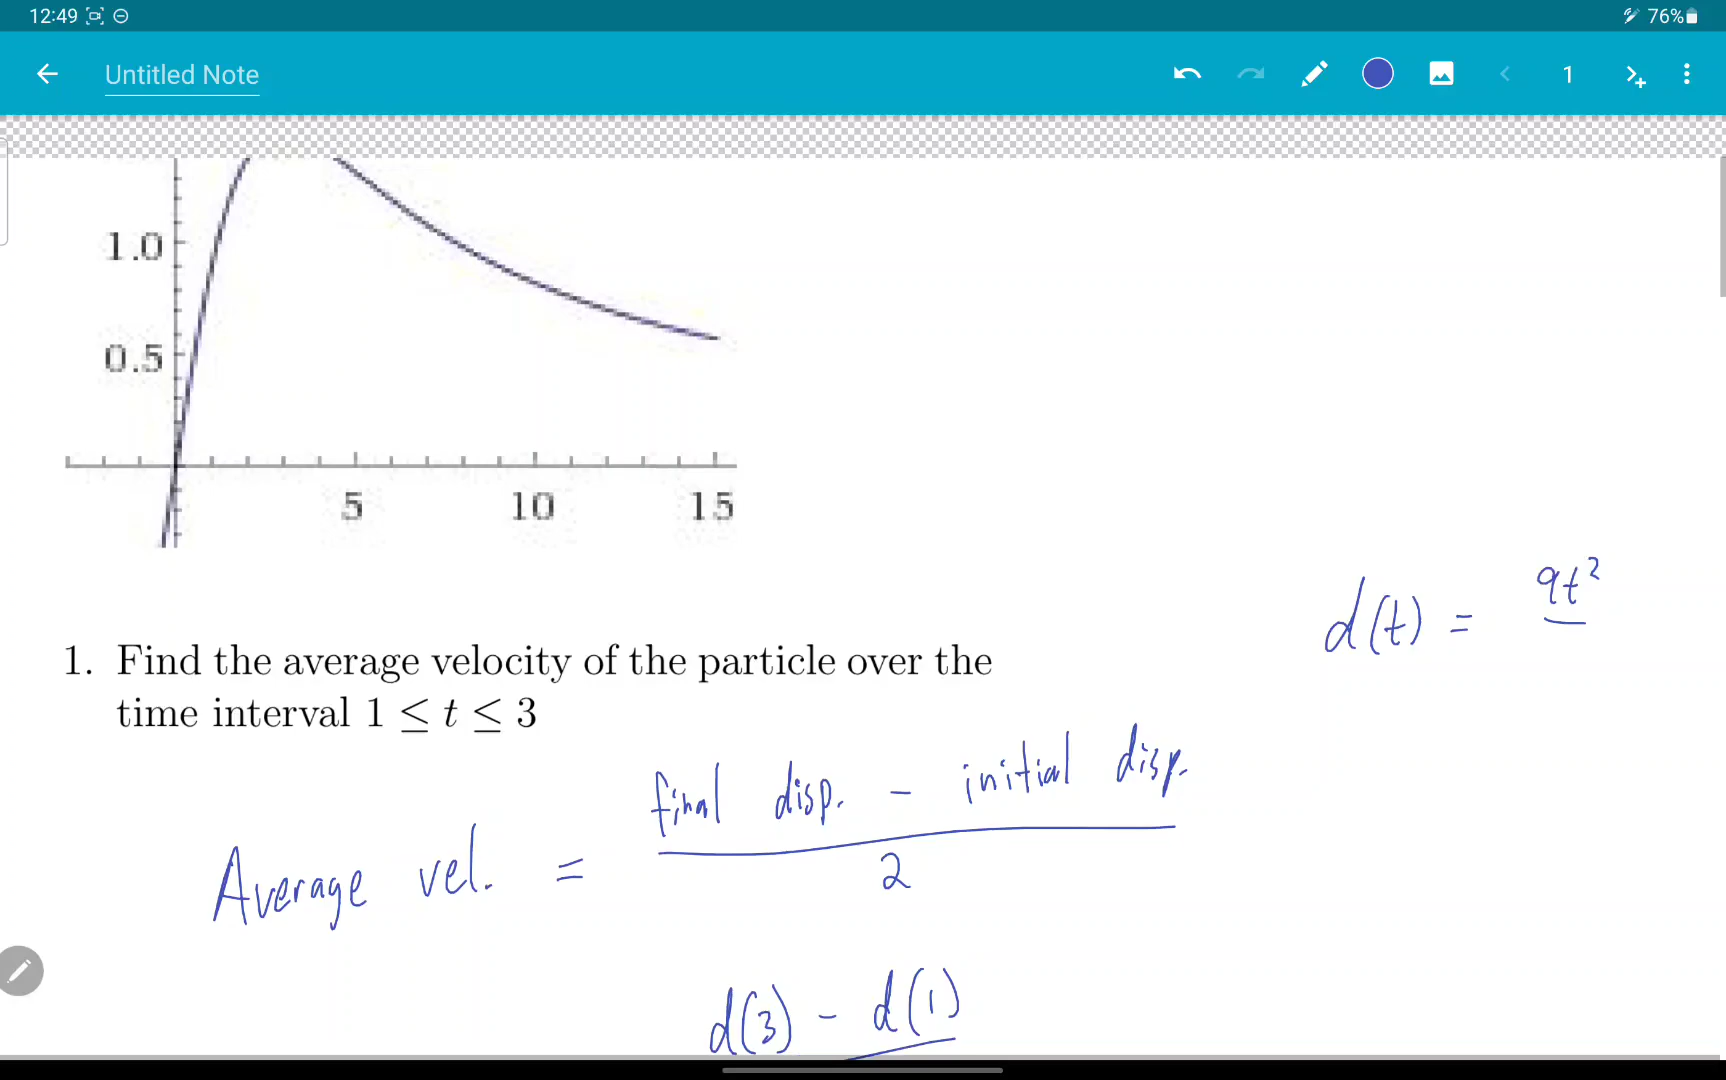 12:49 76%
Untitled Note 1
1.0
0.5
5 10 15
d(t) = 9t²
1. Find the average velocity of the particle over the
time interval 1 ≤ t ≤ 3
final disp. - initial disp.
Average vel. =
2
d(3) - d(1)